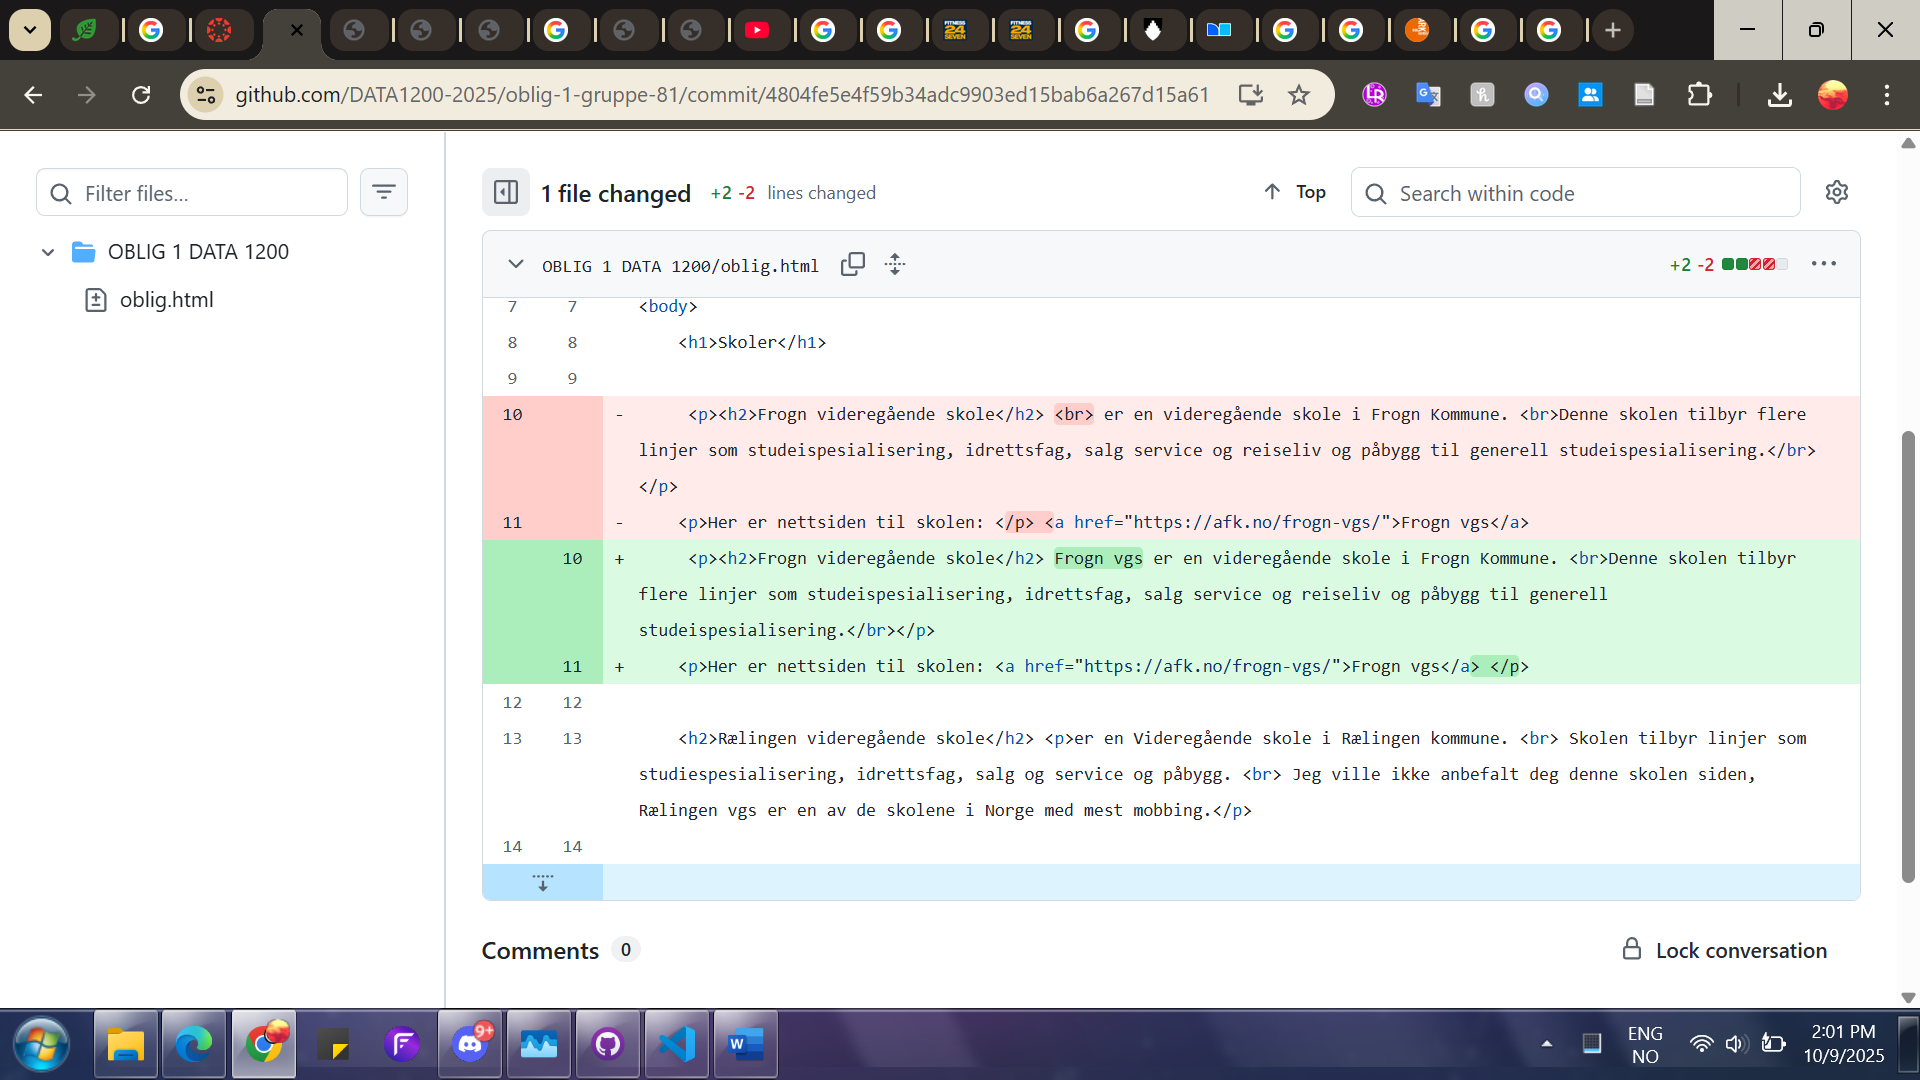 github.com/DATA1200-2025/oblig-1-gruppe-81/commit/4804fe5e4f59b34adc9903ed15bab6a267d15a61
Filter files...
1 file changed +2 -2 lines changed
Top
Search within code
OBLIG 1 DATA 1200
oblig.html
OBLIG 1 DATA 1200/oblig.html
+2 -2
7 7 <body>
8 8 <h1>Skoler</h1>
9 9
10 - <p><h2>Frogn videregående skole</h2> <br> er en videregående skole i Frogn Kommune. <br>Denne skolen tilbyr flere
linjer som studeispesialisering, idrettsfag, salg service og reiseliv og påbygg til generell studeispesialisering.</br>
</p>
11 - <p>Her er nettsiden til skolen: </p> <a href="https://afk.no/frogn-vgs/">Frogn vgs</a>
10 + <p><h2>Frogn videregående skole</h2> Frogn vgs er en videregående skole i Frogn Kommune. <br>Denne skolen tilbyr
flere linjer som studeispesialisering, idrettsfag, salg service og reiseliv og påbygg til generell
studeispesialisering.</br></p>
11 + <p>Her er nettsiden til skolen: <a href="https://afk.no/frogn-vgs/">Frogn vgs</a> </p>
12 12
13 13 <h2>Rælingen videregående skole</h2> <p>er en Videregående skole i Rælingen kommune. <br> Skolen tilbyr linjer som
studiespesialisering, idrettsfag, salg og service og påbygg. <br> Jeg ville ikke anbefalt deg denne skolen siden,
Rælingen vgs er en av de skolene i Norge med mest mobbing.</p>
14 14
Comments 0
Lock conversation
9+
ENG
NO
2:01 PM
10/9/2025